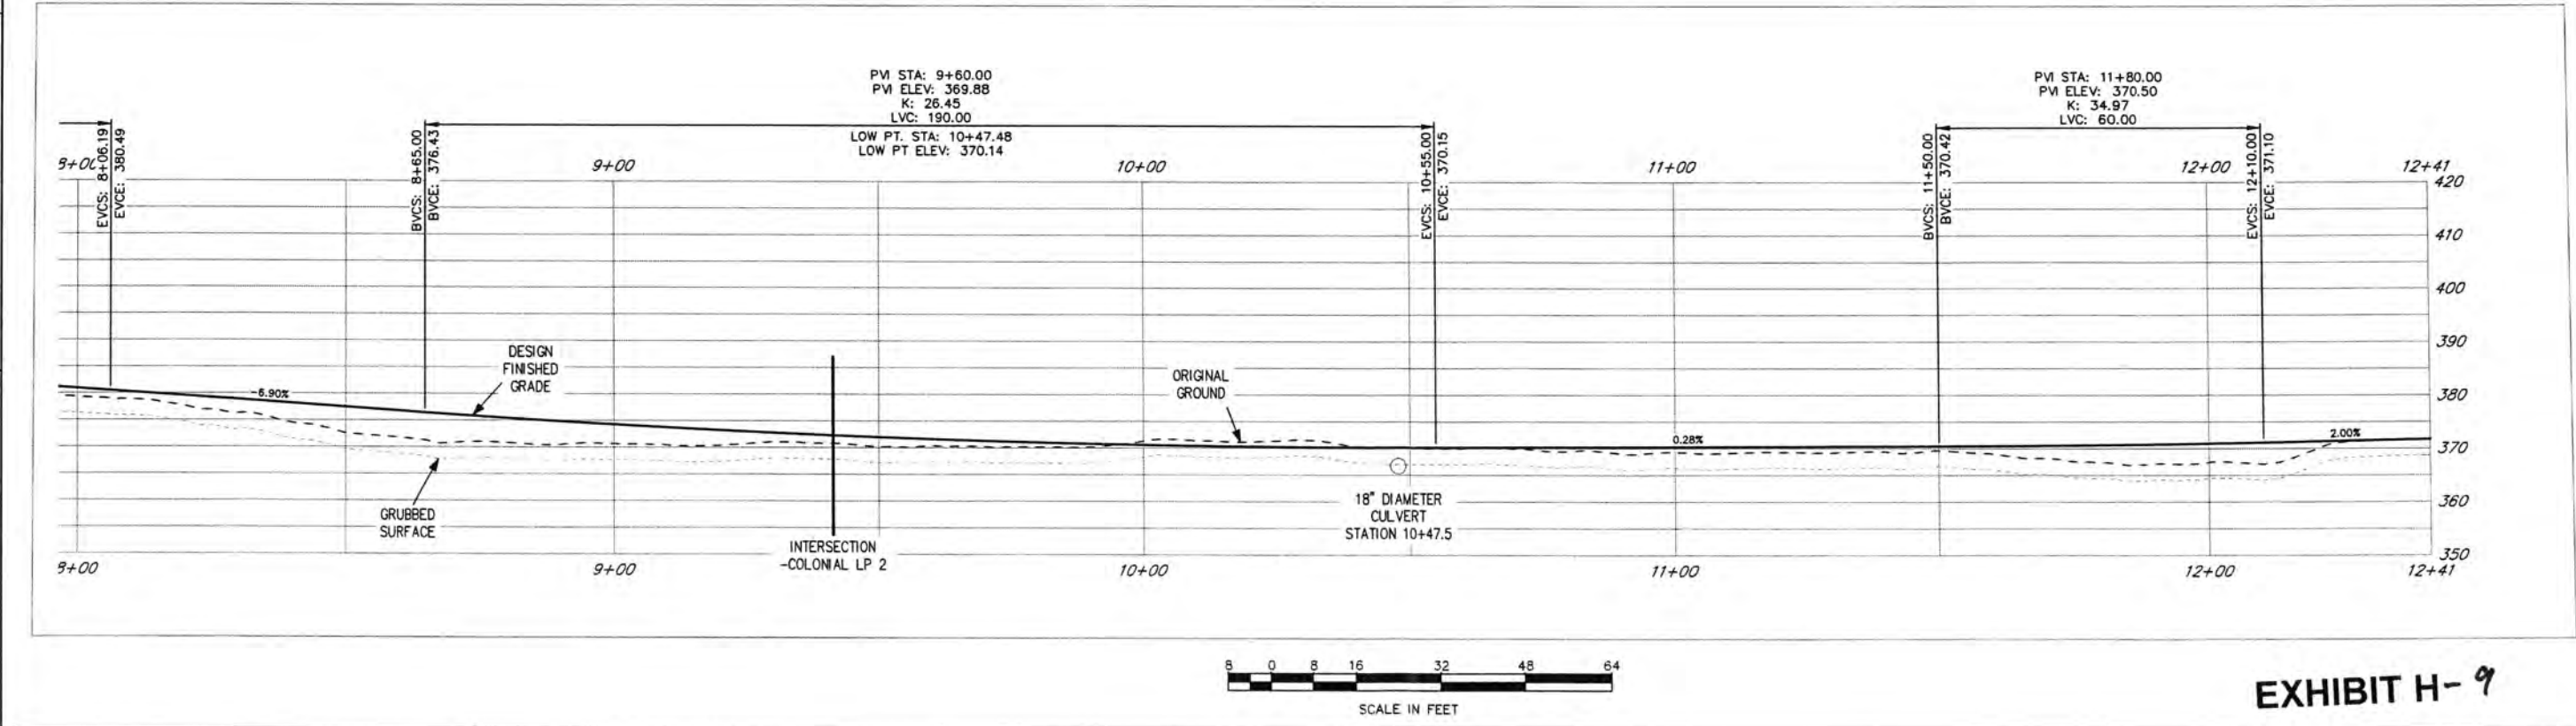 PVI STA: 9+60.00
PVI ELEV: 369.88
K: 26.45
LVC: 190.00
LOW PT. STA: 10+47.48
LOW PT ELEV: 370.14
PVI STA: 11+80.00
PVI ELEV: 370.50
K: 34.97
LVC: 60.00
EVCS: 8+06.19
EVCE: 380.49
BVCS: 8+65.00
BVCE: 376.43
EVCS: 10+55.00
EVCE: 370.15
BVCS: 11+50.00
BVCE: 370.42
EVCS: 12+10.00
EVCE: 371.10
9+00
10+00
11+00
12+00
12+41
420
410
400
390
380
370
360
350
DESIGN
FINISHED
GRADE
ORIGINAL
GROUND
-6.90%
0.28%
2.00%
GRUBBED
SURFACE
INTERSECTION
-COLONIAL LP 2
18" DIAMETER
CULVERT
STATION 10+47.5
9+00
10+00
11+00
12+00
12+41
8 0 8 16 32 48 64
SCALE IN FEET
EXHIBIT H-9